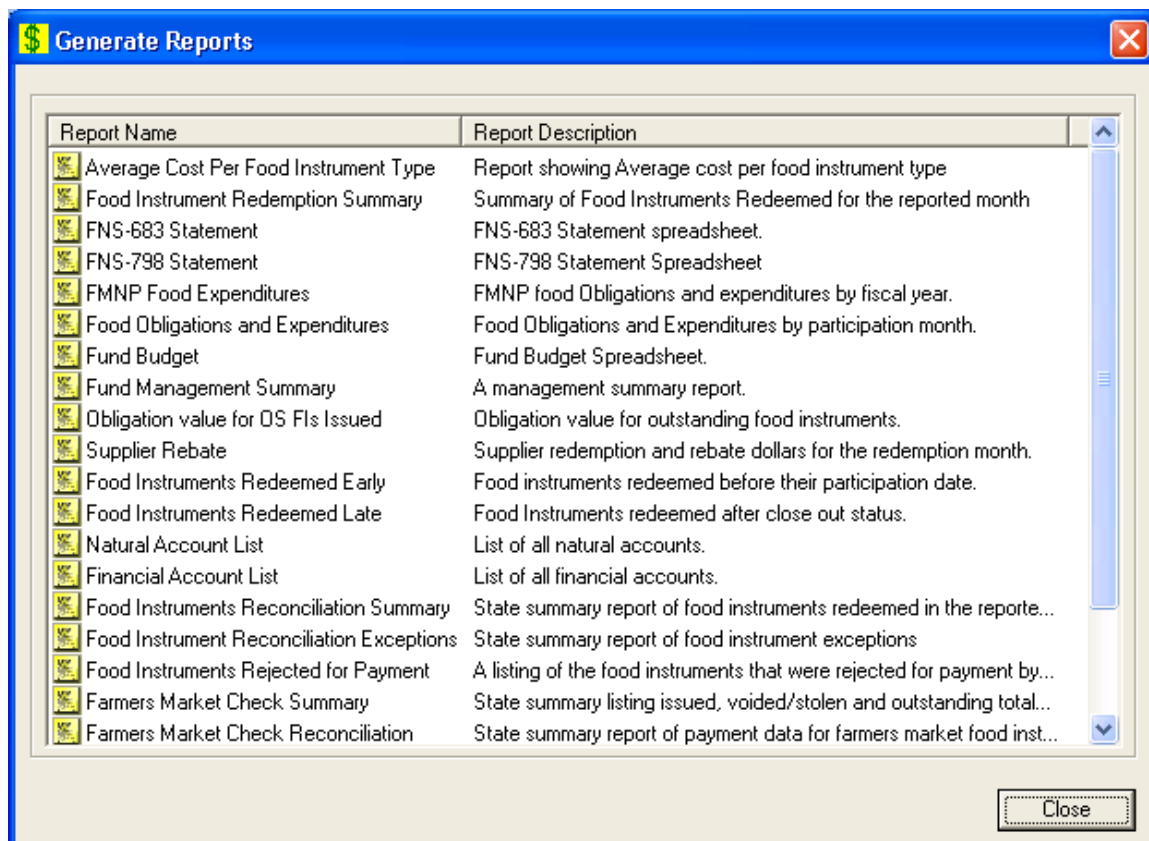 $ Generate Reports
Report Name Report Description
Average Cost Per Food Instrument Type Report showing Average cost per food instrument type
Food Instrument Redemption Summary Summary of Food Instruments Redeemed for the reported month
FNS-683 Statement FNS-683 Statement spreadsheet.
FNS-798 Statement FNS-798 Statement Spreadsheet
FMNP Food Expenditures FMNP food Obligations and expenditures by fiscal year.
Food Obligations and Expenditures Food Obligations and Expenditures by participation month.
Fund Budget Fund Budget Spreadsheet.
Fund Management Summary A management summary report.
Obligation value for OS FIs Issued Obligation value for outstanding food instruments.
Supplier Rebate Supplier redemption and rebate dollars for the redemption month.
Food Instruments Redeemed Early Food instruments redeemed before their participation date.
Food Instruments Redeemed Late Food Instruments redeemed after close out status.
Natural Account List List of all natural accounts.
Financial Account List List of all financial accounts.
Food Instruments Reconciliation Summary State summary report of food instruments redeemed in the reporte...
Food Instrument Reconciliation Exceptions State summary report of food instrument exceptions
Food Instruments Rejected for Payment A listing of the food instruments that were rejected for payment by...
Farmers Market Check Summary State summary listing issued, voided/stolen and outstanding total...
Farmers Market Check Reconciliation State summary report of payment data for farmers market food inst...
Close